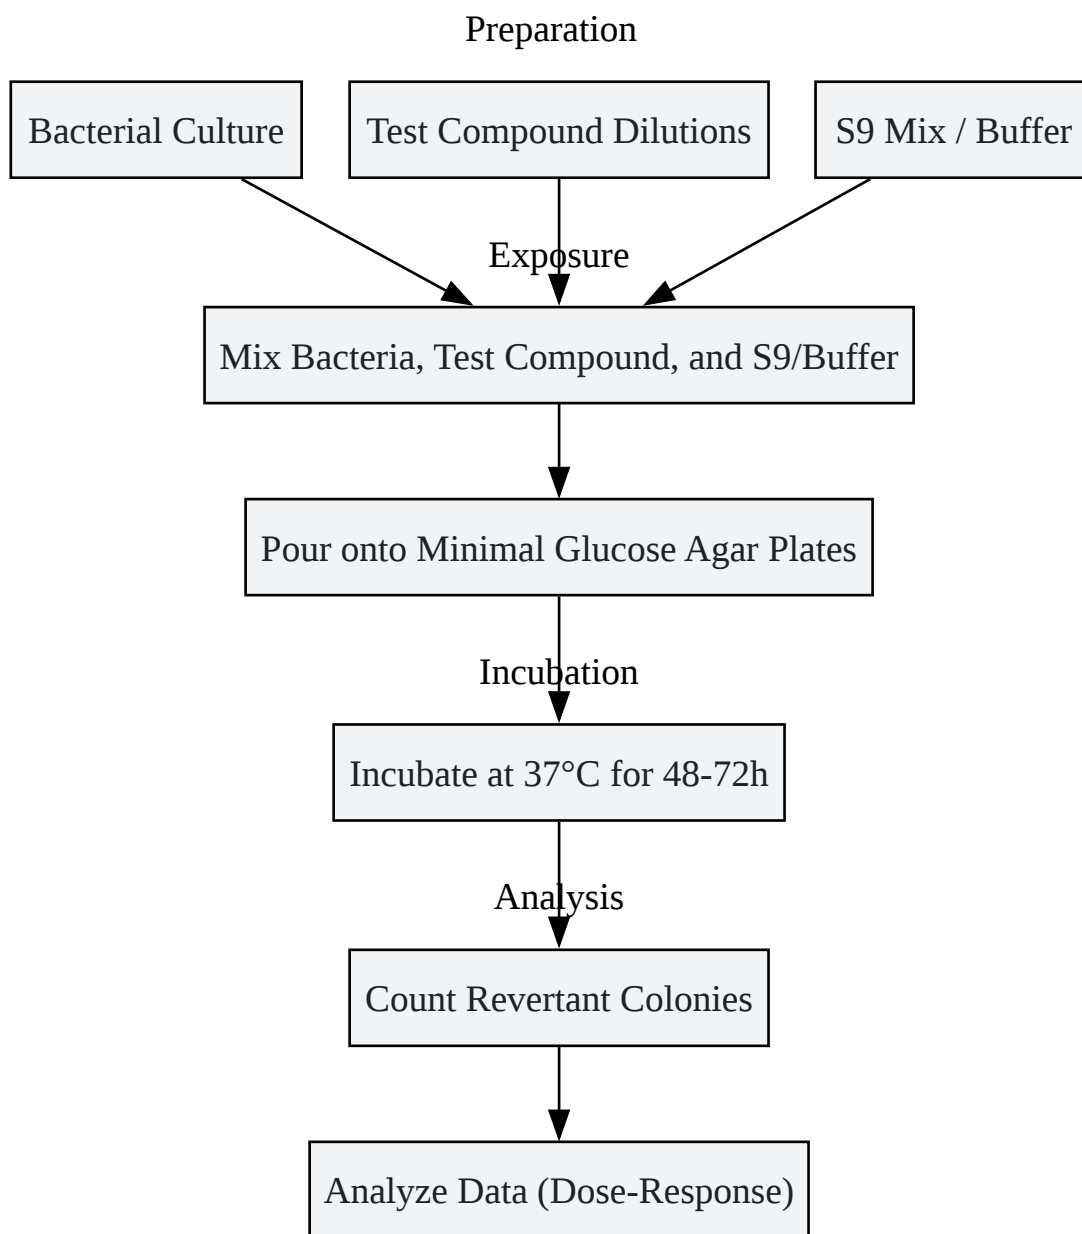 Preparation
Bacterial Culture
Test Compound Dilutions
S9 Mix / Buffer
Exposure
Mix Bacteria, Test Compound, and S9/Buffer
Pour onto Minimal Glucose Agar Plates
Incubation
Incubate at 37°C for 48-72h
Analysis
Count Revertant Colonies
Analyze Data (Dose-Response)